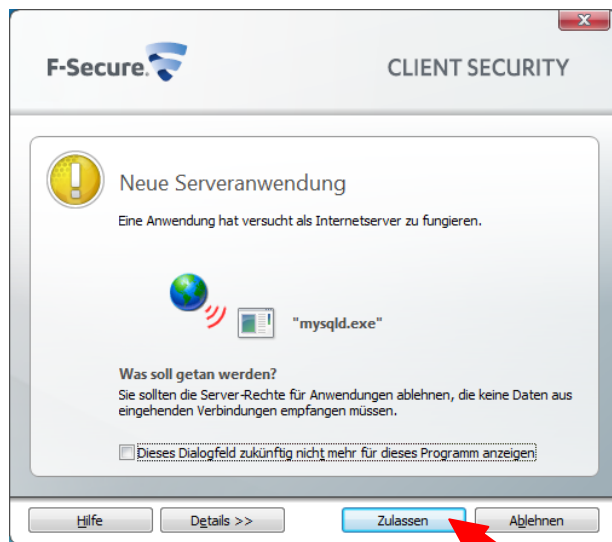 F-Secure.
CLIENT SECURITY
Neue Serveranwendung
Eine Anwendung hat versucht als Internetserver zu fungieren.
"mysqld.exe"
Was soll getan werden?
Sie sollten die Server-Rechte für Anwendungen ablehnen, die keine Daten aus
eingehenden Verbindungen empfangen müssen.
Dieses Dialogfeld zukünftig nicht mehr für dieses Programm anzeigen
Hilfe
Details >>
Zulassen
Ablehnen